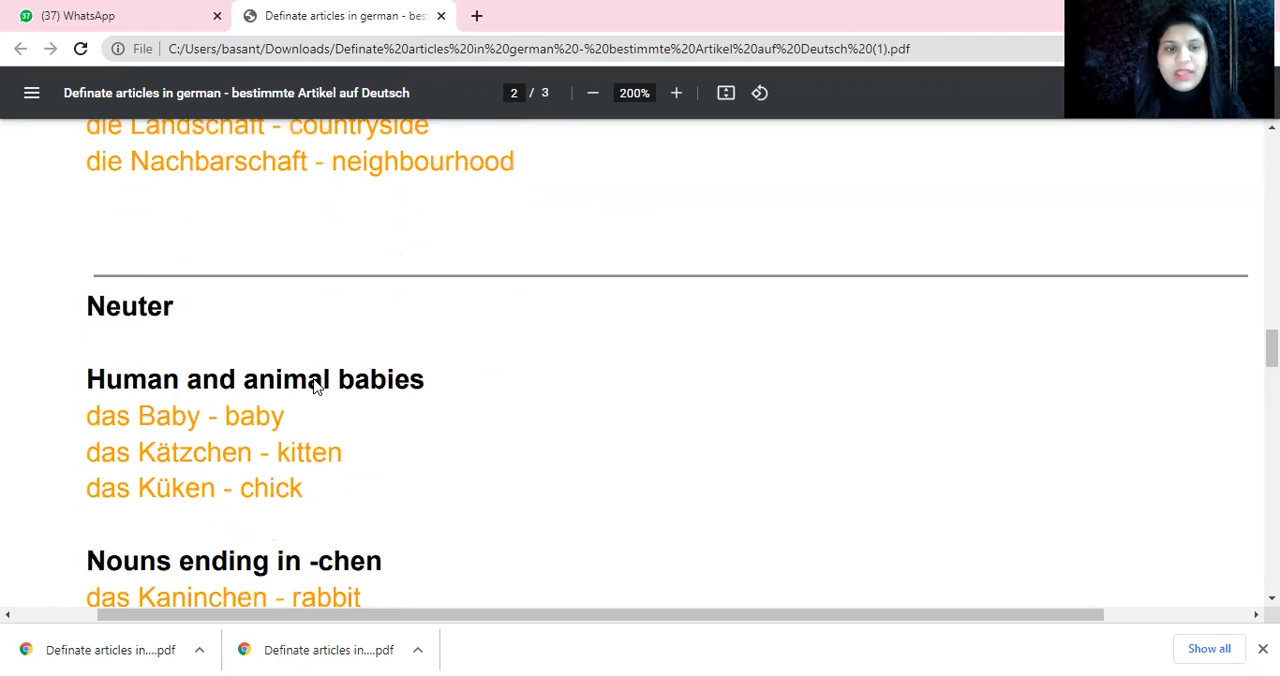 (37) WhatsApp
Definate articles in german - bes
File
C:/Users/basant/Downloads/Definate%20articles%20in%20german%20-%20bestimmte%20Artikel%20auf%20Deutsch%20(1).pdf
Definate articles in german - bestimmte Artikel auf Deutsch
2 / 3
200%
die Landschaft - countryside
die Nachbarschaft - neighbourhood
Neuter
Human and animal babies
das Baby - baby
das Kätzchen - kitten
das Küken - chick
Nouns ending in -chen
das Kaninchen - rabbit
Definate articles in....pdf
Definate articles in....pdf
Show all